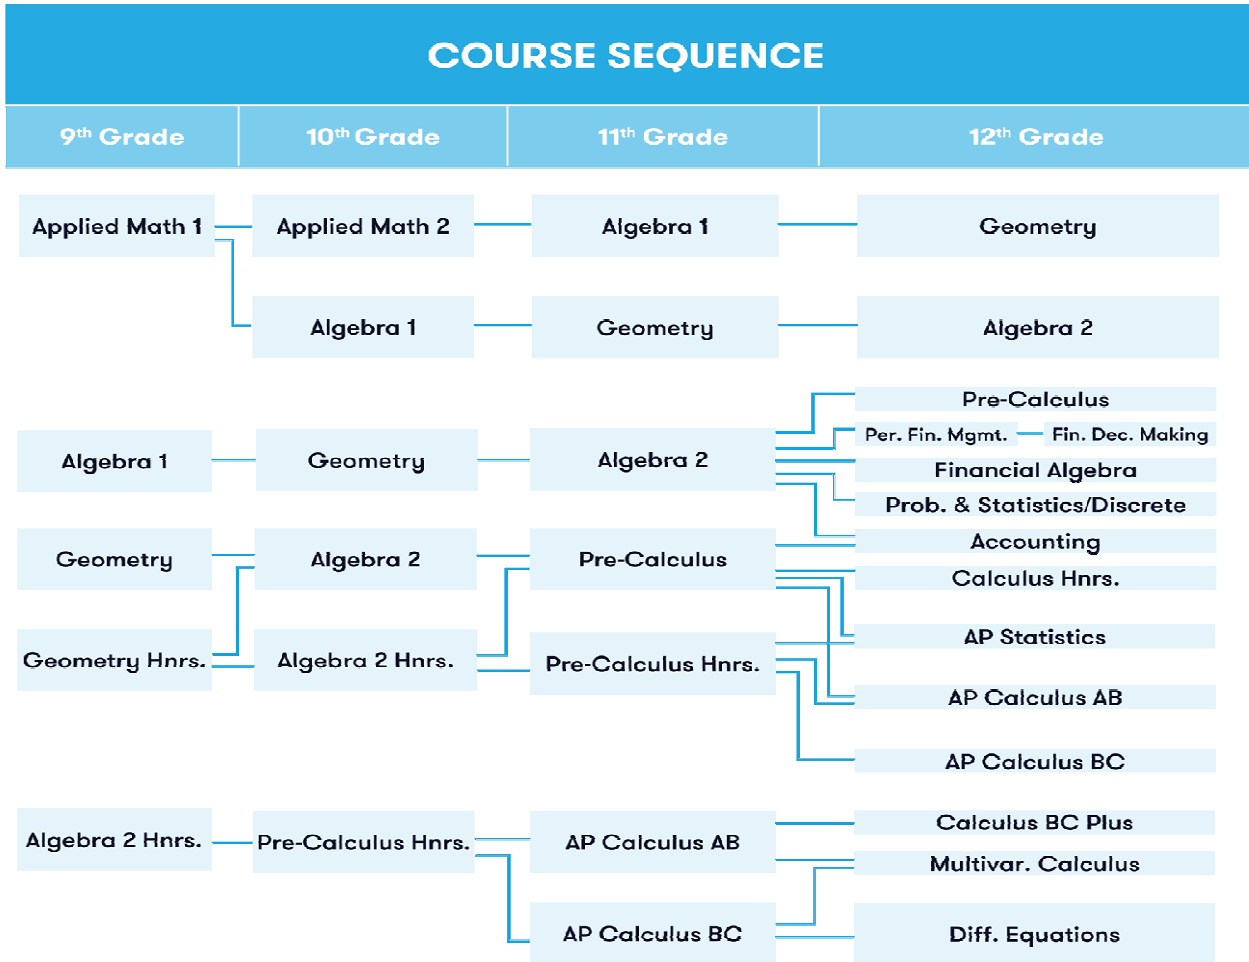 COURSE SEQUENCE
9th Grade 10th Grade 11th Grade 12th Grade
Applied Math 1 Applied Math 2 Algebra 1 Geometry
Algebra 1 Geometry Algebra 2
Pre-Calculus
Per. Fin. Mgmt. Fin. Dec. Making
Algebra 1 Geometry Algebra 2
Financial Algebra
Prob. & Statistics/Discrete
Accounting
Geometry Algebra 2 Pre-Calculus
Calculus Hnrs.
AP Statistics
Geometry Hnrs. Algebra 2 Hnrs. Pre-Calculus Hnrs.
AP Calculus AB
AP Calculus BC
Calculus BC Plus
Algebra 2 Hnrs. Pre-Calculus Hnrs. AP Calculus AB
Multivar. Calculus
AP Calculus BC Diff. Equations